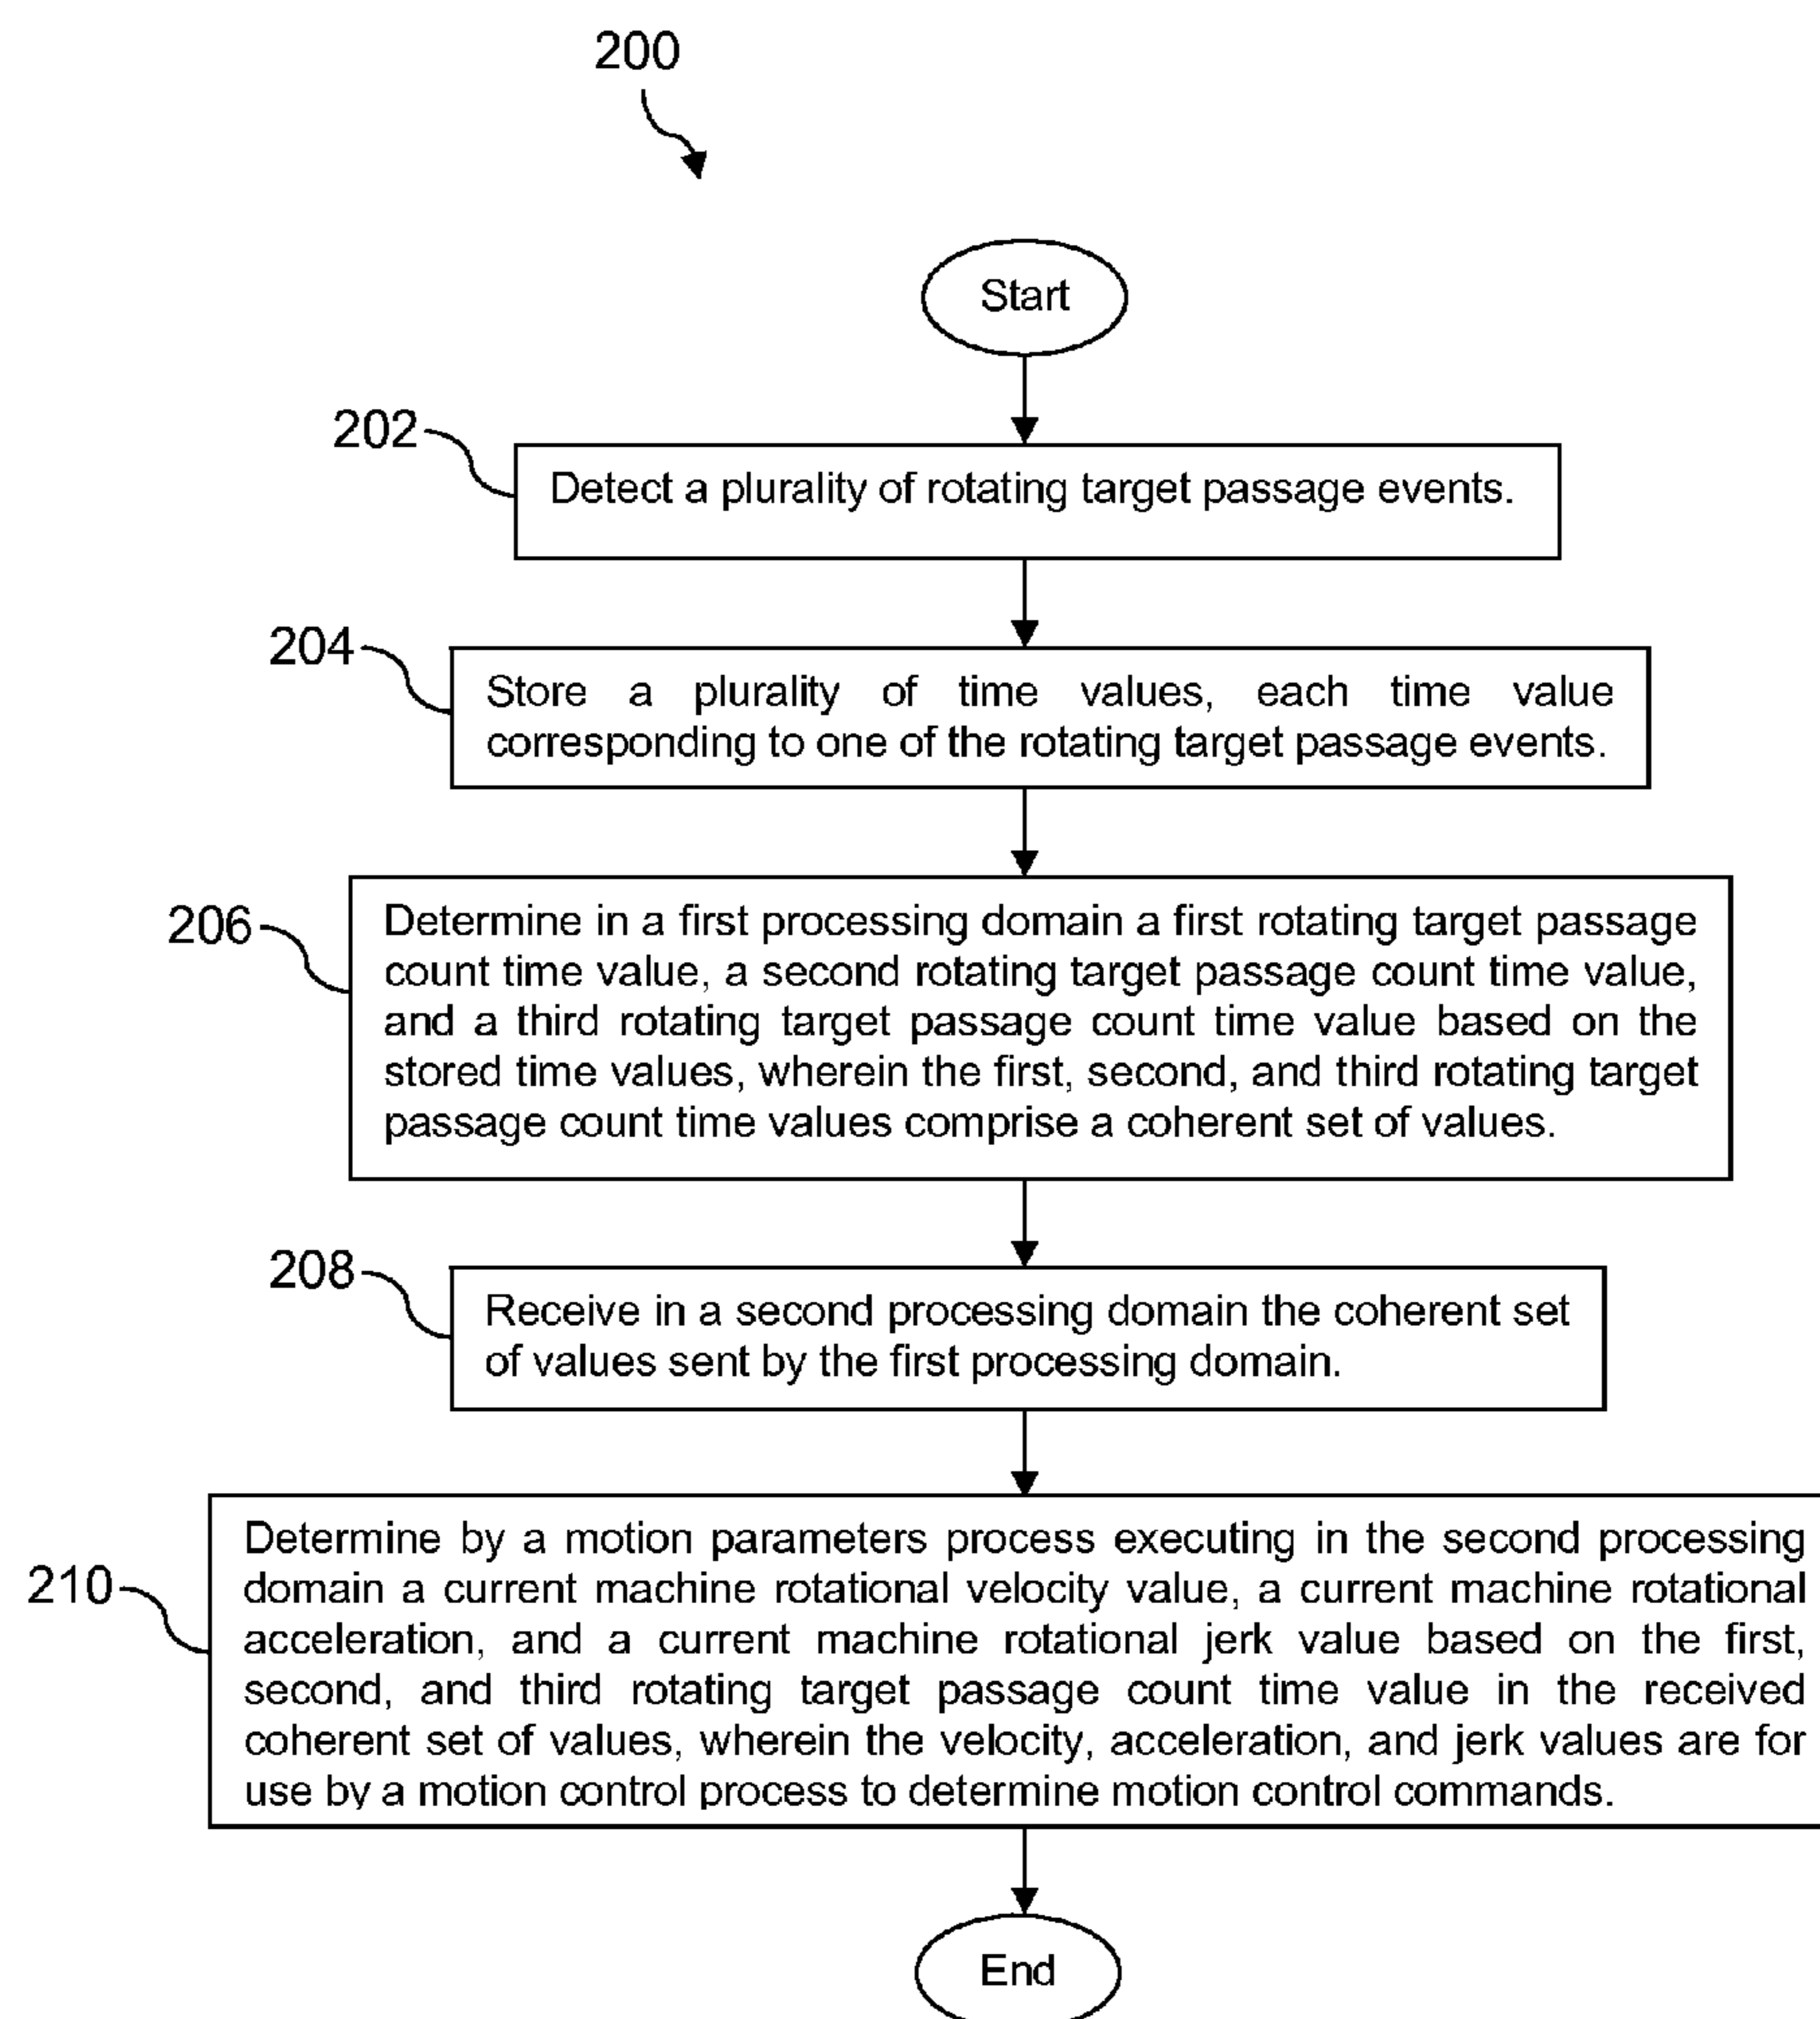 200
Start
202
Detect a plurality of rotating target passage events.
204
Store a plurality of time values, each time value
corresponding to one of the rotating target passage events.
206
Determine in a first processing domain a first rotating target passage
count time value, a second rotating target passage count time value,
and a third rotating target passage count time value based on the
stored time values, wherein the first, second, and third rotating target
passage count time values comprise a coherent set of values.
208
Receive in a second processing domain the coherent set
of values sent by the first processing domain.
210
Determine by a motion parameters process executing in the second processing
domain a current machine rotational velocity value, a current machine rotational
acceleration, and a current machine rotational jerk value based on the first,
second, and third rotating target passage count time value in the received
coherent set of values, wherein the velocity, acceleration, and jerk values are for
use by a motion control process to determine motion control commands.
End